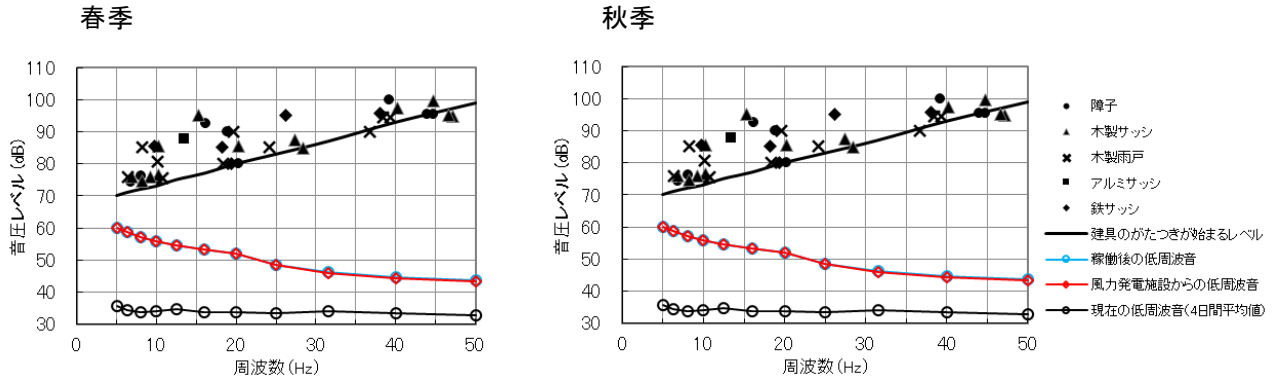 春季
110
100
90
80
70
60
50
40
30
音圧レベル(dB)
0 10 20 30 40 50
周波数(Hz)
秋季
110
100
90
80
70
60
50
40
30
音圧レベル(dB)
0 10 20 30 40 50
周波数(Hz)
障子
木製サッシ
木製雨戸
アルミサッシ
鉄サッシ
建具のがたつきが始まるレベル
稼働後の低周波音
風力発電施設からの低周波音
現在の低周波音(4日間平均値)